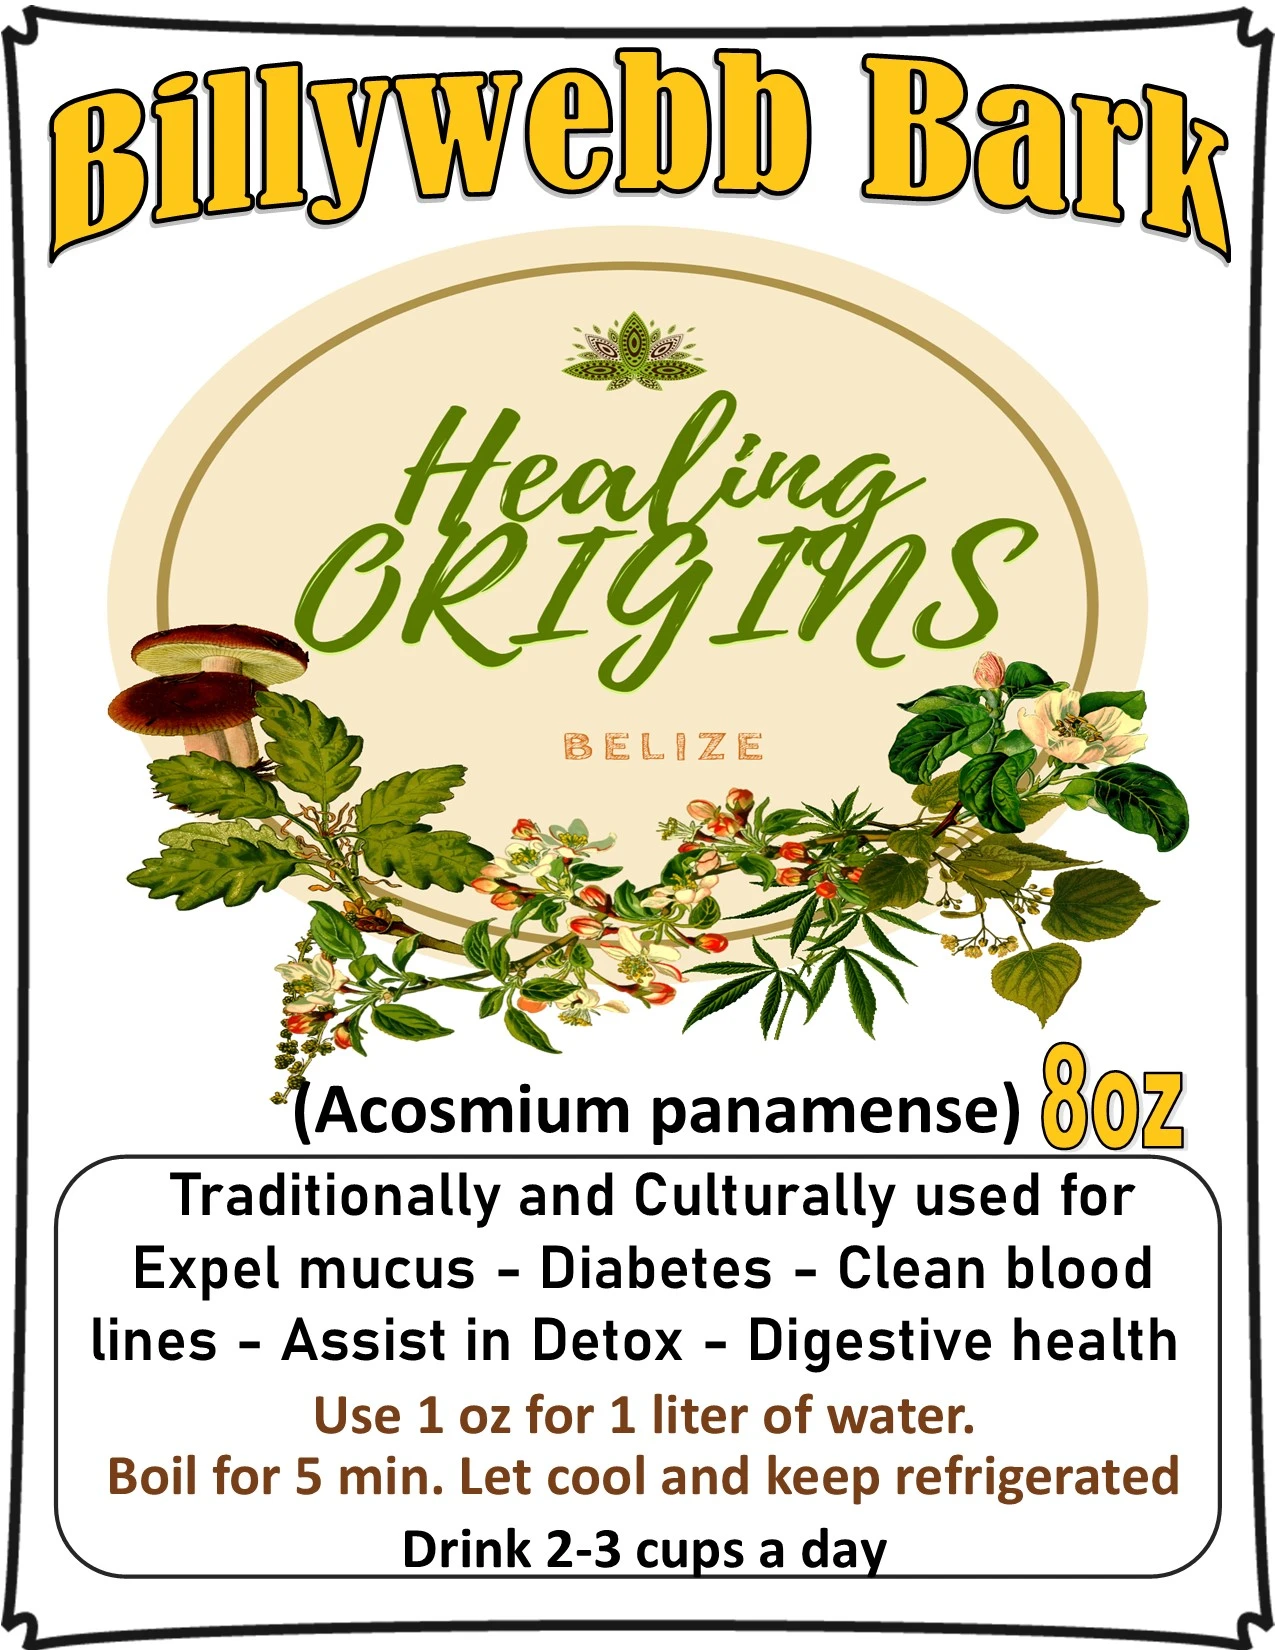 Billywebb Bark
Healing
ORIGINS
BELIZE
(Acosmium panamense) 8oz
Traditionally and Culturally used for
Expel mucus - Diabetes - Clean blood
lines - Assist in Detox - Digestive health
Use 1 oz for 1 liter of water.
Boil for 5 min. Let cool and keep refrigerated
Drink 2-3 cups a day